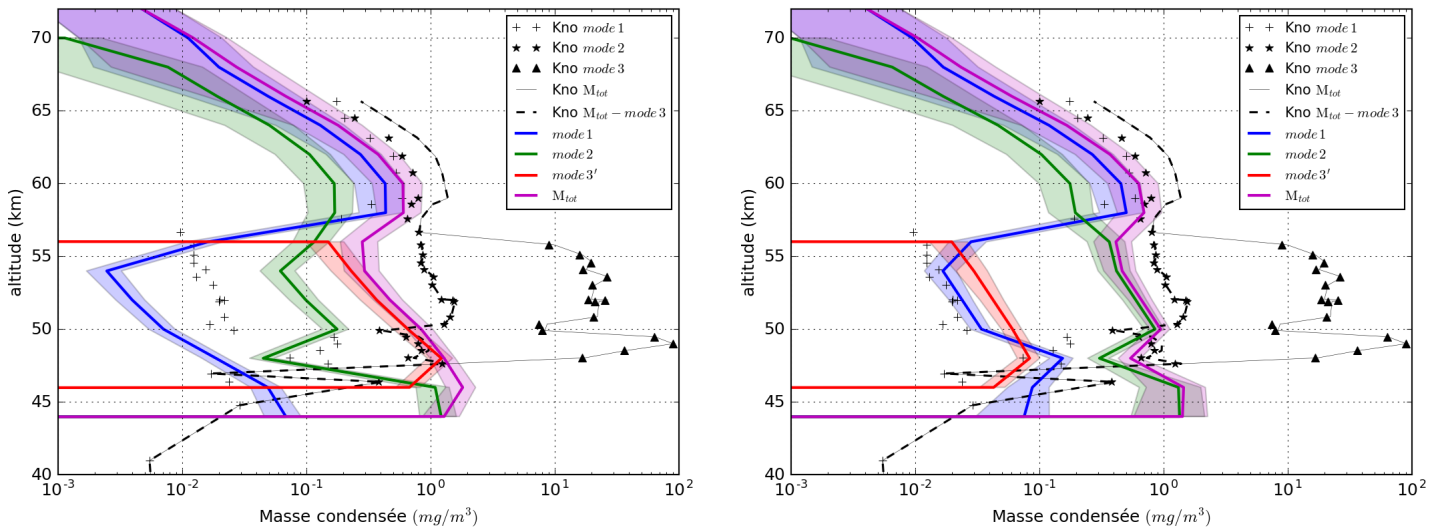 70
65
60
55
50
45
40
altitude (km)
10⁻³
10⁻²
10⁻¹
10⁰
10¹
10²
Masse condensée (mg/m³)
Kno mode 1
Kno mode 2
Kno mode 3
Kno M_tot
Kno M_tot − mode 3
mode 1
mode 2
mode 3′
M_tot
70
65
60
55
50
45
40
altitude (km)
10⁻³
10⁻²
10⁻¹
10⁰
10¹
10²
Masse condensée (mg/m³)
Kno mode 1
Kno mode 2
Kno mode 3
Kno M_tot
Kno M_tot − mode 3
mode 1
mode 2
mode 3′
M_tot